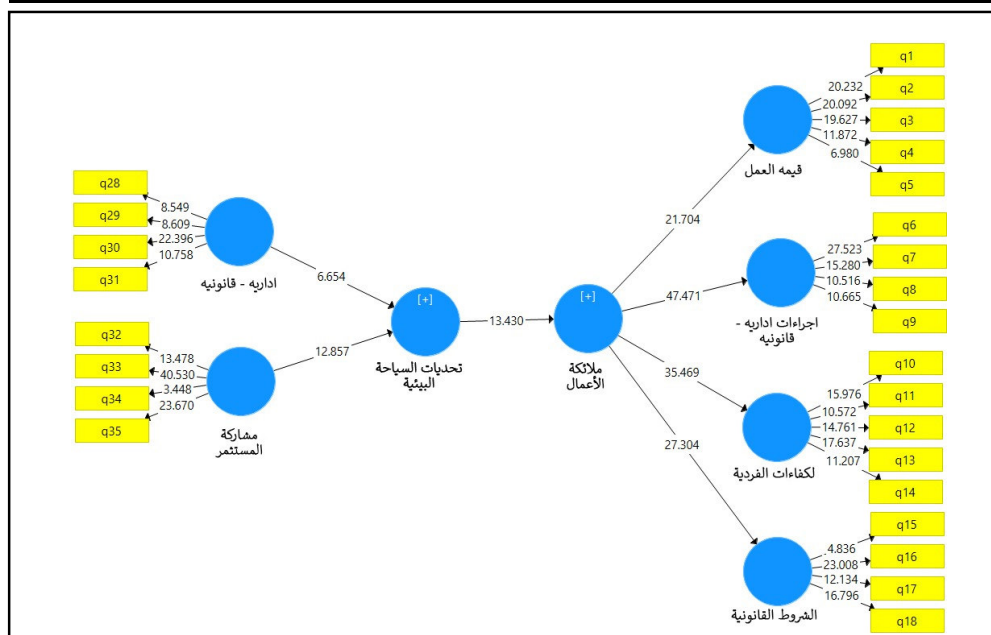 q28
q29
q30
q31
8.549
8.609
22.396
10.758
اداريه - قانونيه
6.654
q32
q33
q34
q35
13.478
40.530
3.448
23.670
مشاركة
المستثمر
12.857
[+]
تحديات السياحة
البيئية
13.430
[+]
ملائكة
الأعمال
21.704
47.471
35.469
27.304
q1
q2
q3
q4
q5
20.232
20.092
19.627
11.872
6.980
قيمه العمل
q6
q7
q8
q9
27.523
15.280
10.516
10.665
اجراءات اداريه -
قانونيه
q10
q11
q12
q13
q14
15.976
10.572
14.761
17.637
11.207
لكفاءات الفردية
q15
q16
q17
q18
4.836
23.008
12.134
16.796
الشروط القانونية